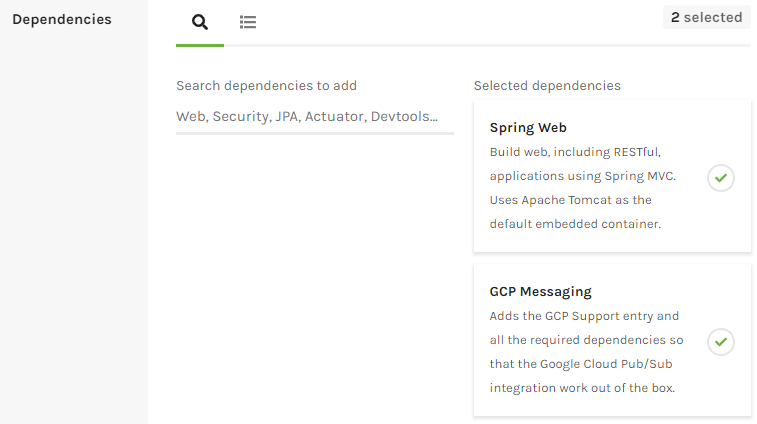 Dependencies
2 selected
Search dependencies to add
Web, Security, JPA, Actuator, Devtools...
Selected dependencies
Spring Web
Build web, including RESTful,
applications using Spring MVC.
Uses Apache Tomcat as the
default embedded container.
GCP Messaging
Adds the GCP Support entry and
all the required dependencies so
that the Google Cloud Pub/Sub
integration work out of the box.